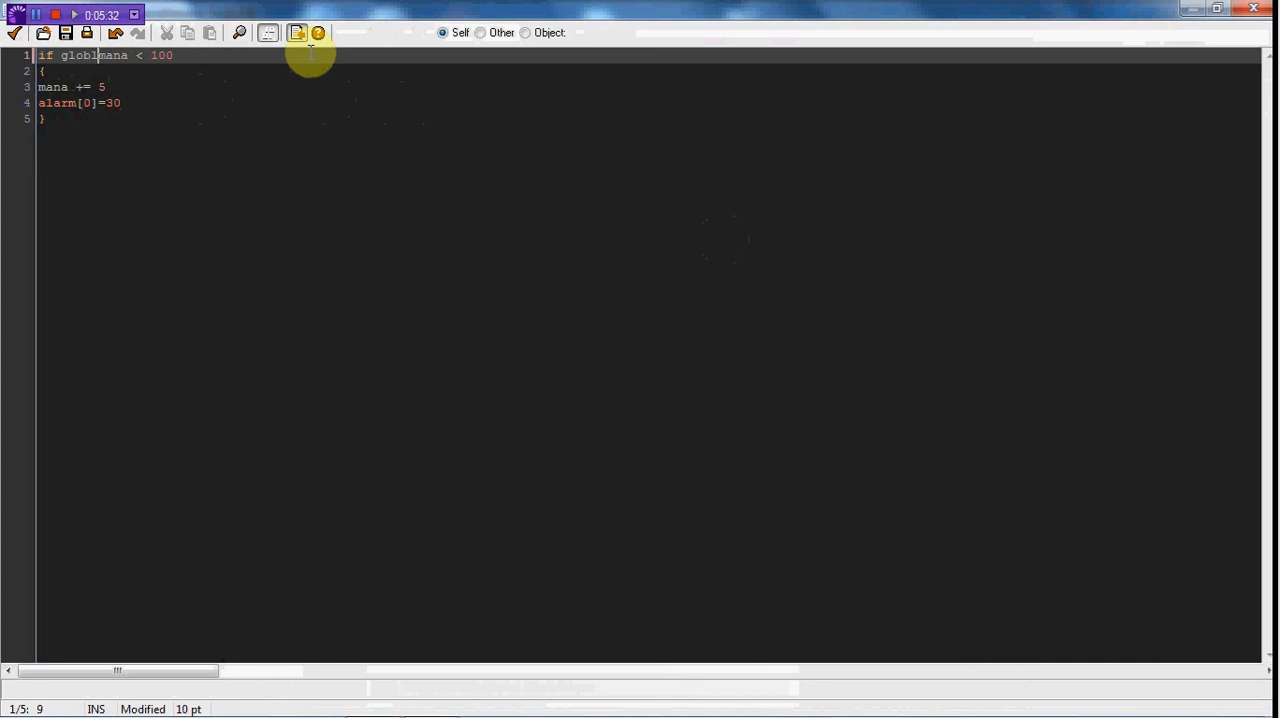 0:05:32
Self Other Object:
1 if globlmana < 100
2 {
3 mana += 5
4 alarm[0]=30
5 }
1/5: 9 INS Modified 10 pt